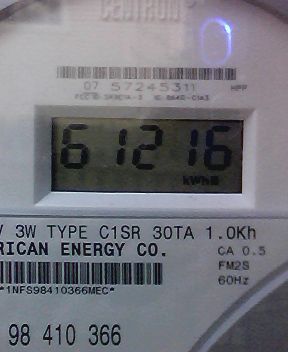 CENTRON
07 57245311
61216
kWh
V 3W TYPE C1SR 30TA 1.0Kh
RICAN ENERGY CO.
CA 0.5
FM2S
60Hz
*1NFS98410366MEC*
98 410 366